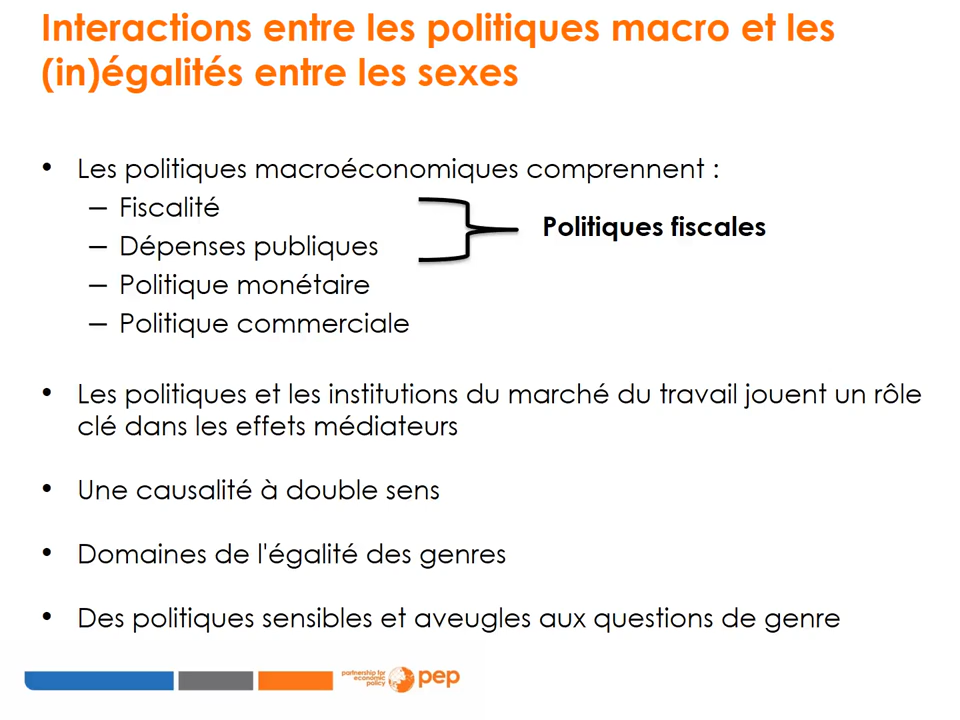 Interactions entre les politiques macro et les
(in)égalités entre les sexes
• Les politiques macroéconomiques comprennent :
– Fiscalité
– Dépenses publiques
Politiques fiscales
– Politique monétaire
– Politique commerciale
• Les politiques et les institutions du marché du travail jouent un rôle
clé dans les effets médiateurs
• Une causalité à double sens
• Domaines de l'égalité des genres
• Des politiques sensibles et aveugles aux questions de genre
partnership for
economic
policy
pep